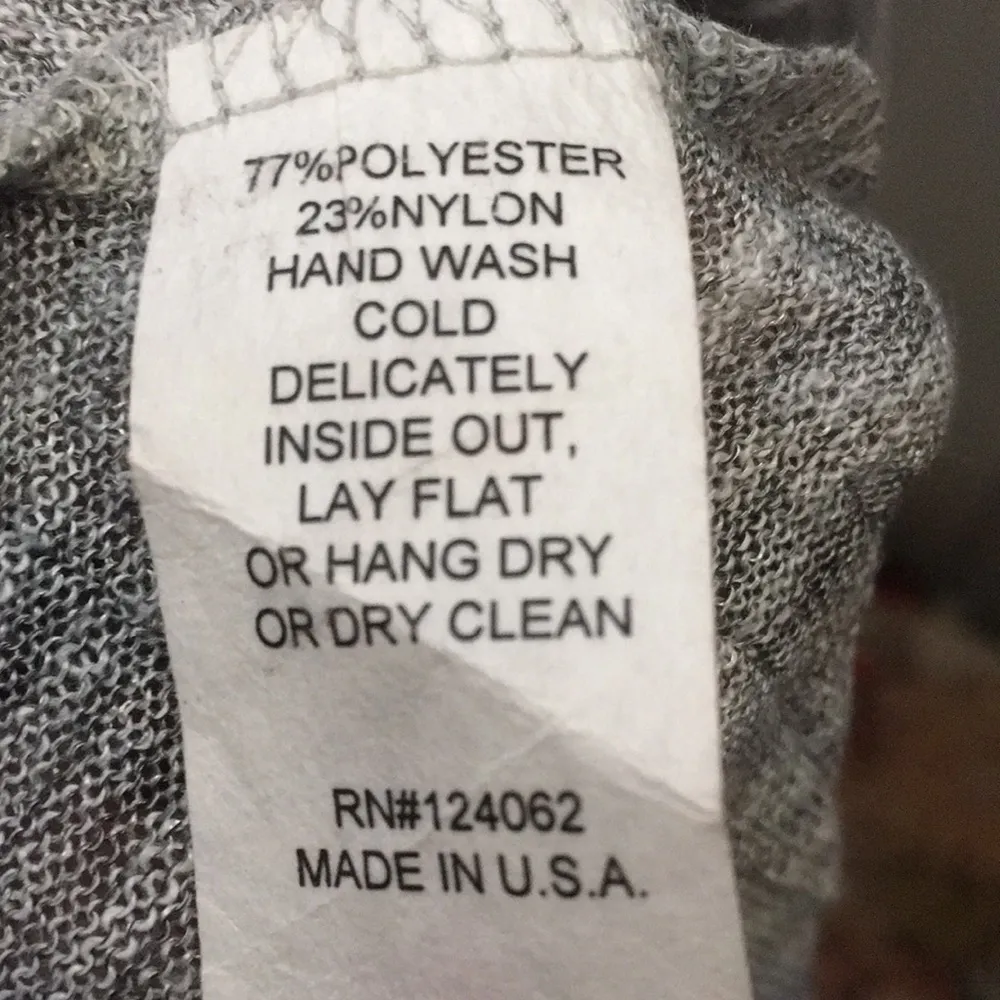 77%POLYESTER
23%NYLON
HAND WASH
COLD
DELICATELY
INSIDE OUT,
LAY FLAT
OR HANG DRY
OR DRY CLEAN
RN#124062
MADE IN U.S.A.